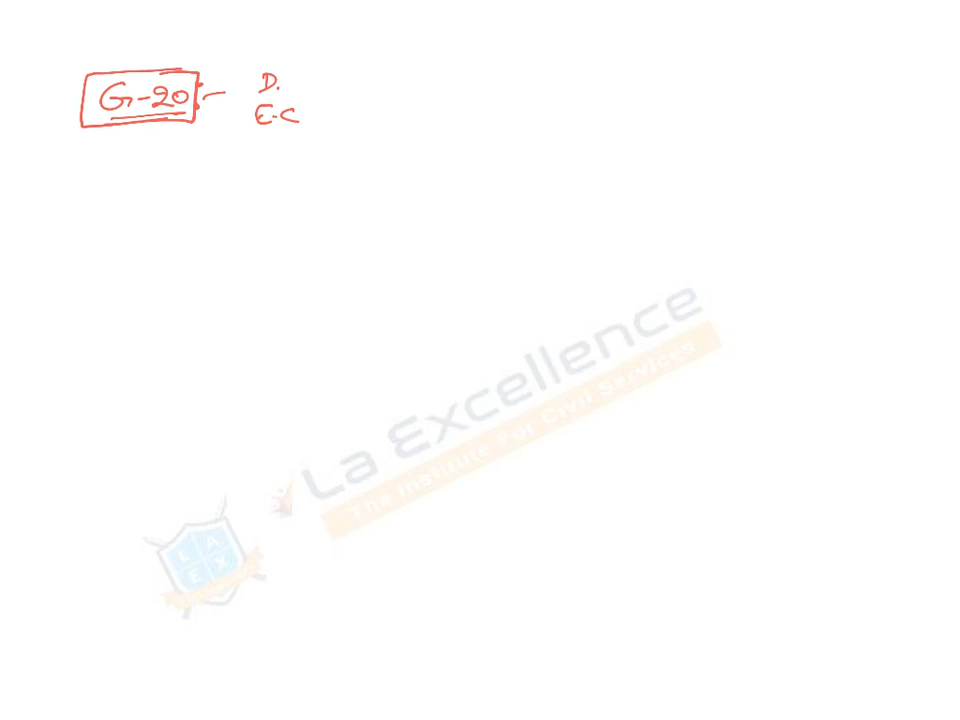 G-20 - D.
E.C
La Excellence
The Institute For Civil Services
L A
E X